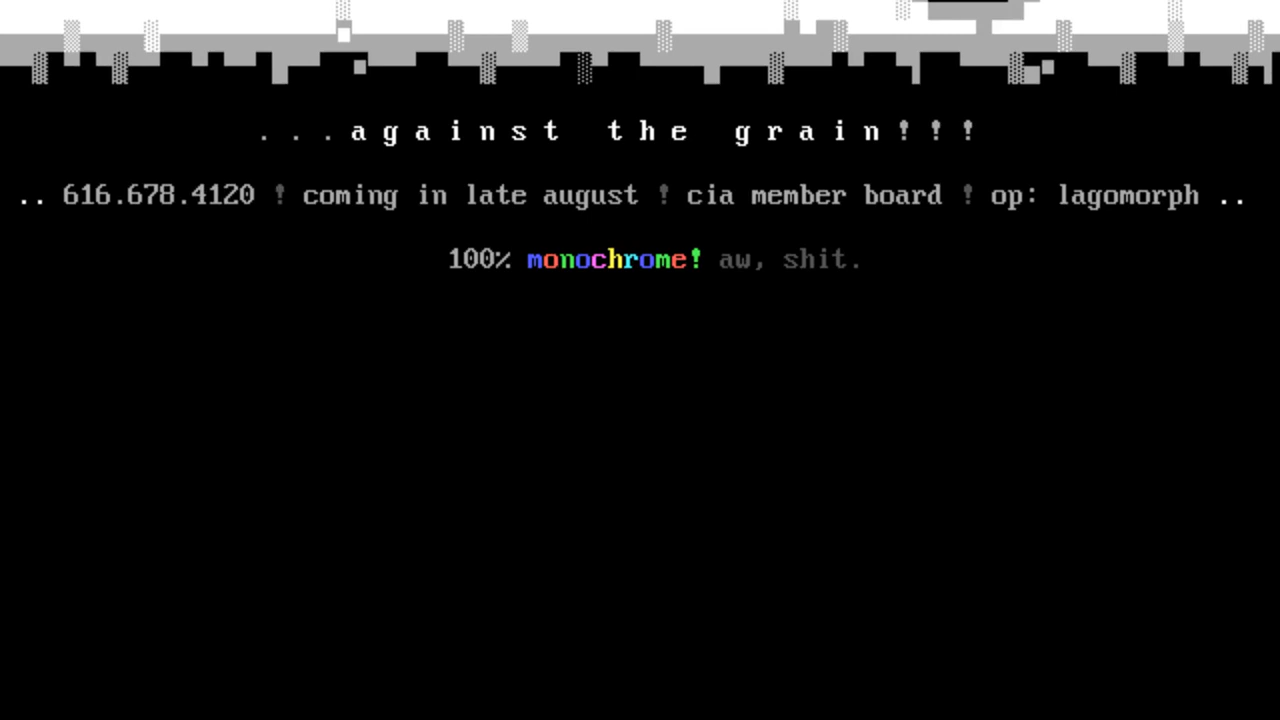 ...against the grain!!!
.. 616.678.4120 ! coming in late august ! cia member board ! op: lagomorph ..
100% monochrome! aw, shit.